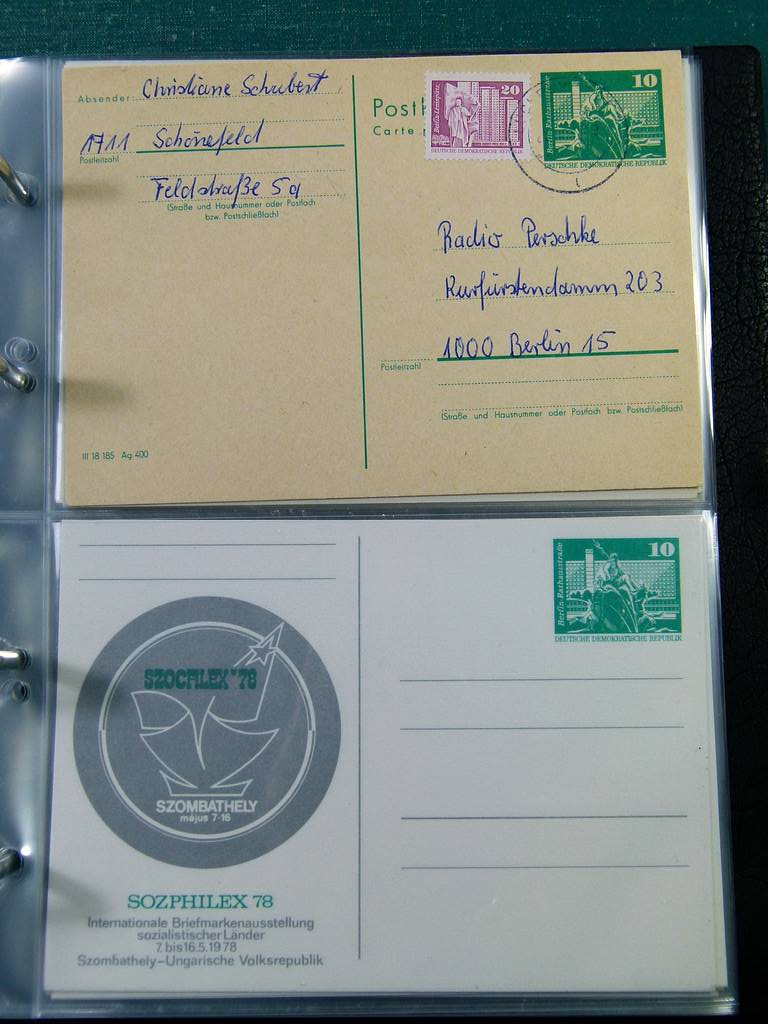 Absender: Christiane Schubert
1711 Schönefeld
Postleitzahl
Feldstraße 5a
(Straße und Hausnummer oder Postfach
bzw. Postschließfach)
III 18 185 Ag 400
Post
Carte
Berlin,
20
DEUTSCHE DEMOKRATISCHE REPUBLIK
Berlin, Rathausstraße
10
DEUTSCHE DEMOKRATISCHE REPUBLIK
Radio Perschke
Kurfürstendamm 203
1000 Berlin 15
Postleitzahl
(Straße und Hausnummer oder Postfach bzw. Postschließfach)
SZOCFILEX '78
SZOMBATHELY
május 7-16
SOZPHILEX 78
Internationale Briefmarkenausstellung
sozialistischer Länder
7. bis 16.5.1978
Szombathely-Ungarische Volksrepublik
Berlin, Rathausstraße
10
DEUTSCHE DEMOKRATISCHE REPUBLIK